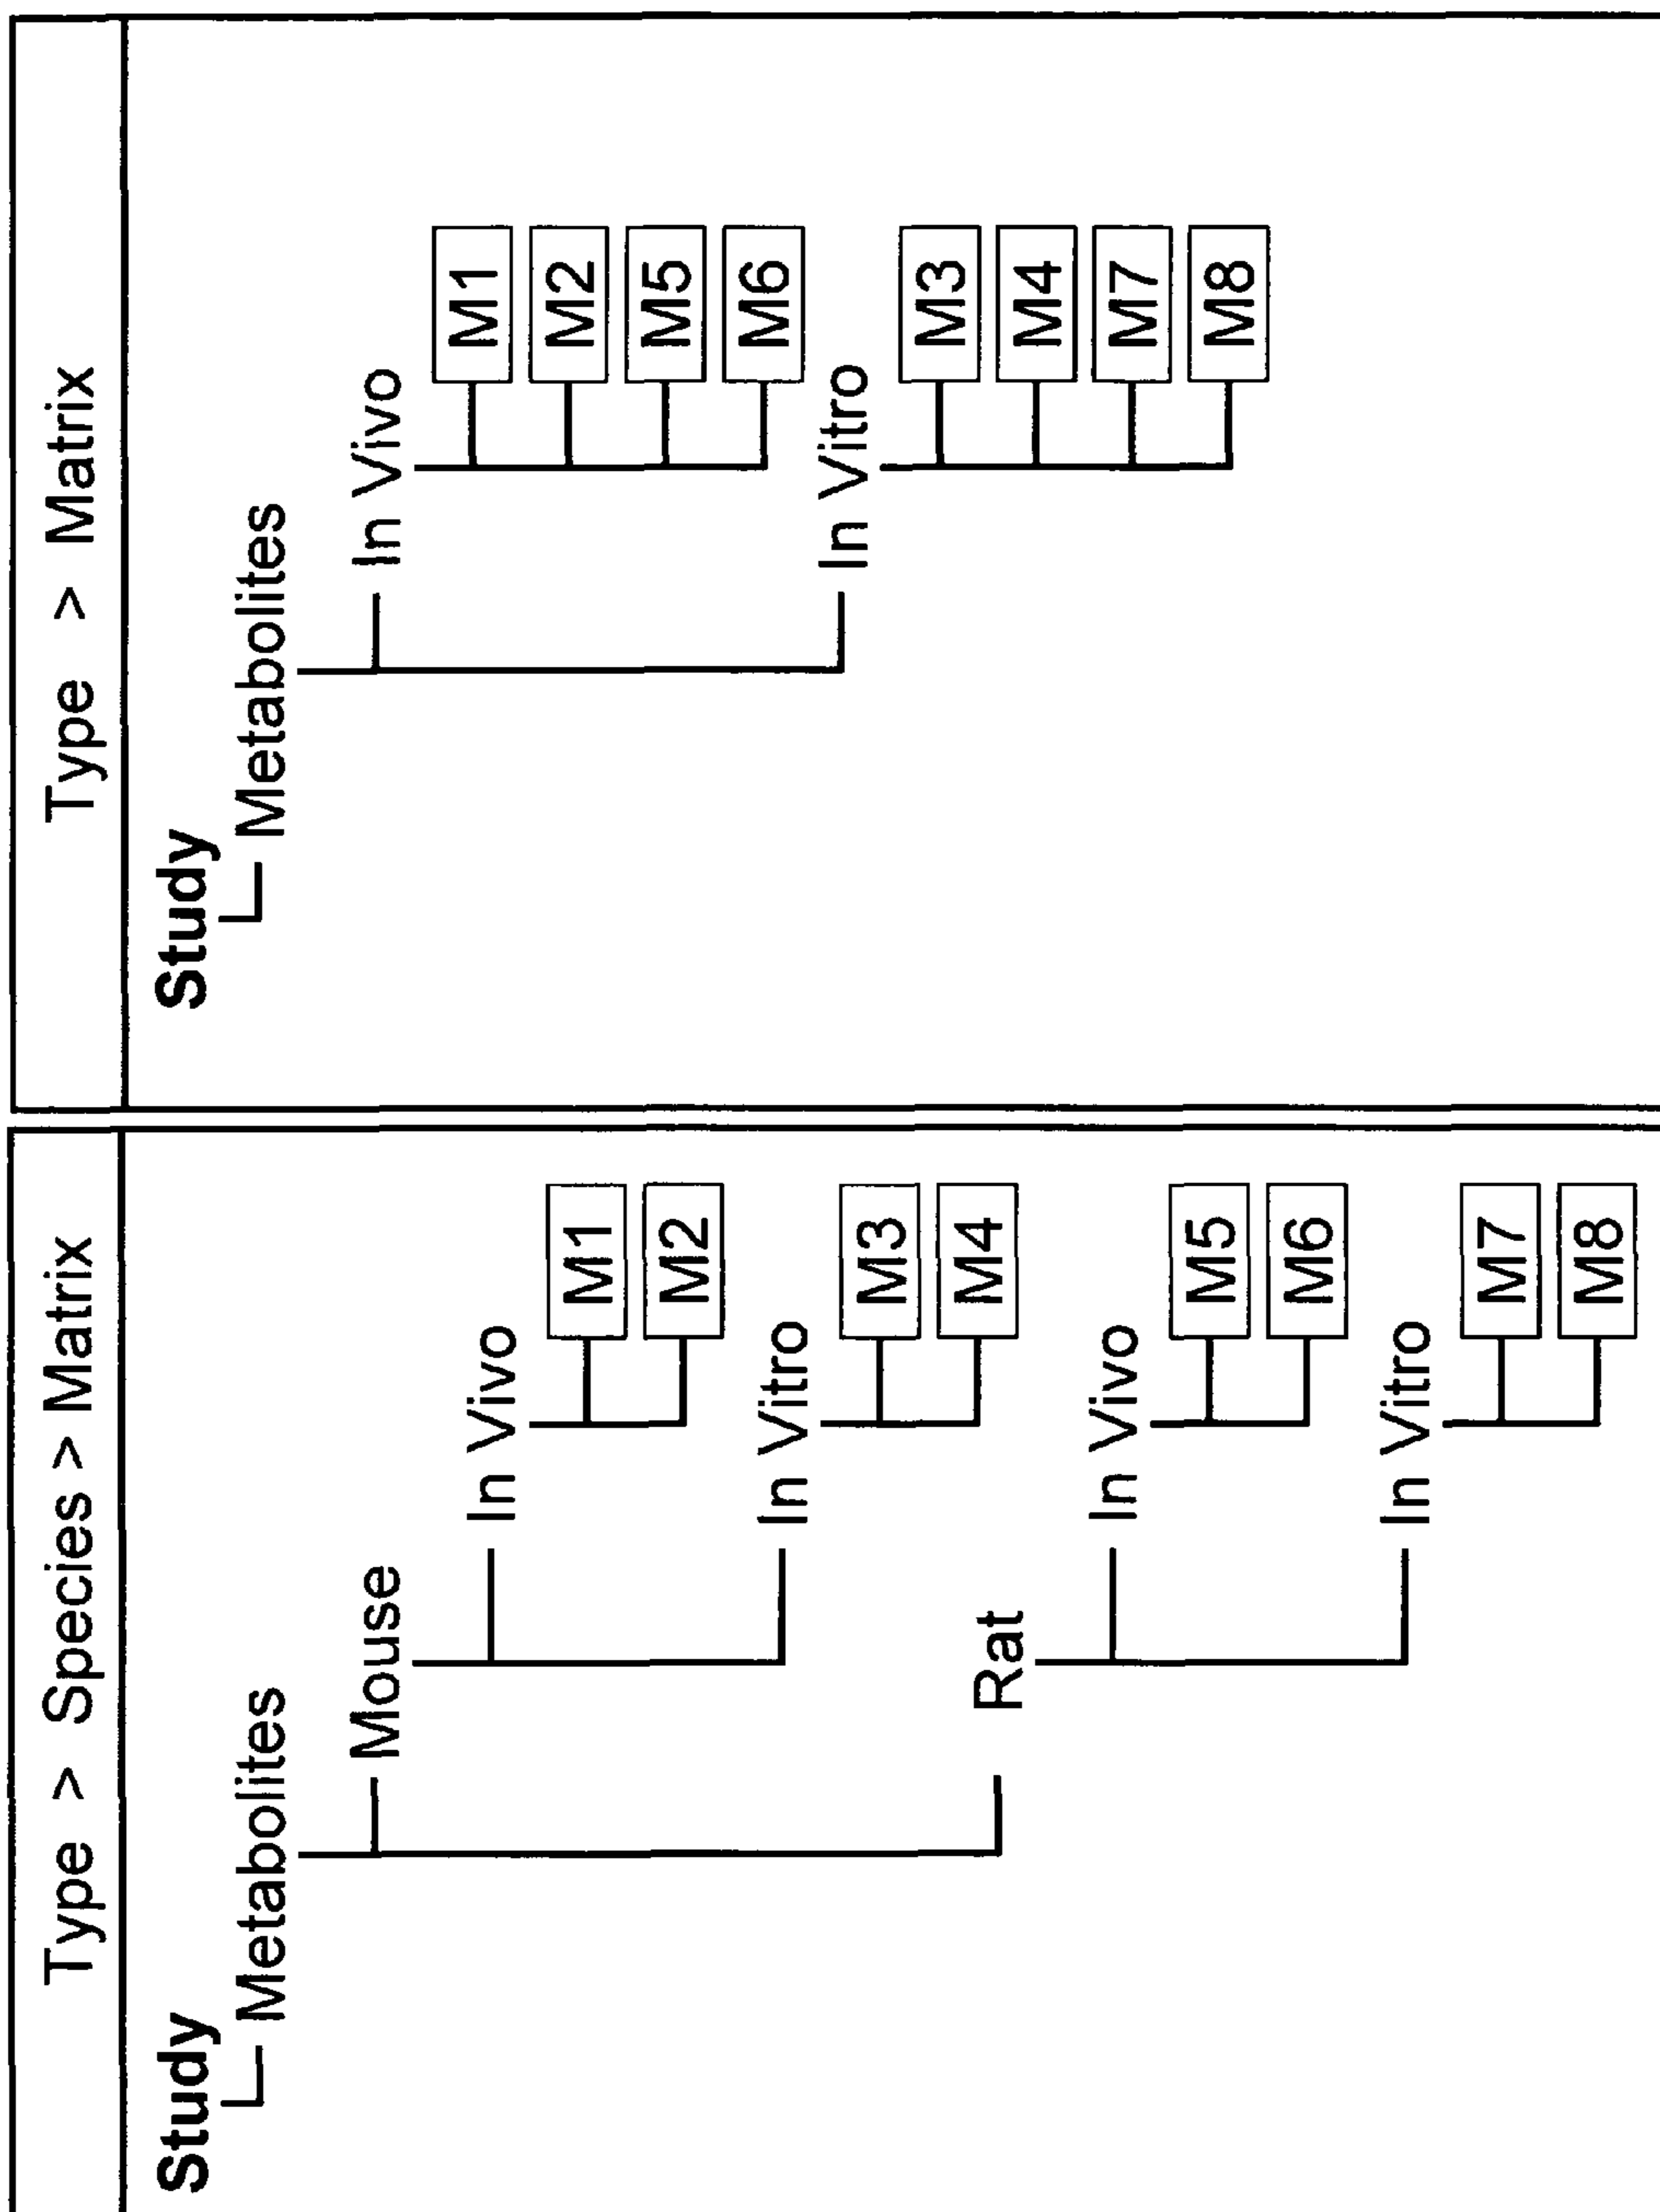 Type > Species > Matrix
Study
Metabolites
Mouse
In Vivo
M1
M2
In Vitro
M3
M4
Rat
In Vivo
M5
M6
In Vitro
M7
M8
Type > Matrix
Study
Metabolites
In Vivo
M1
M2
M5
M6
In Vitro
M3
M4
M7
M8